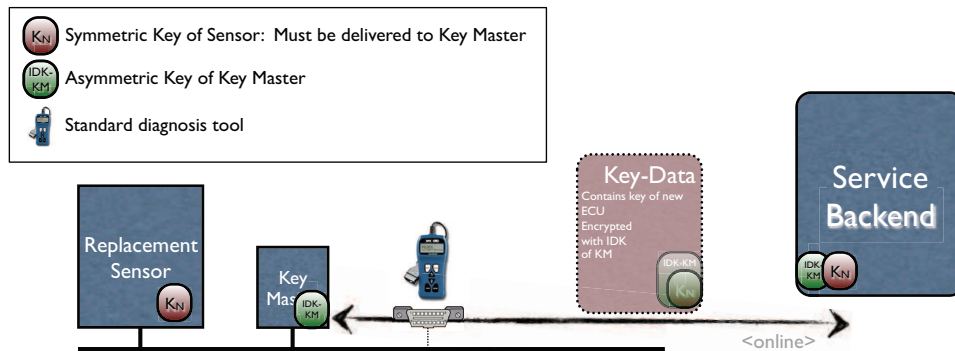 KN
Symmetric Key of Sensor: Must be delivered to Key Master
IDK-
KM
Asymmetric Key of Key Master
Standard diagnosis tool
Replacement
Sensor
KN
Key
Mas
IDK-
KM
Key-Data
Contains key of new
ECU
Encrypted
with IDK
of KM
IDK-KM
KN
Service
Backend
IDK-
KM
KN
<online>